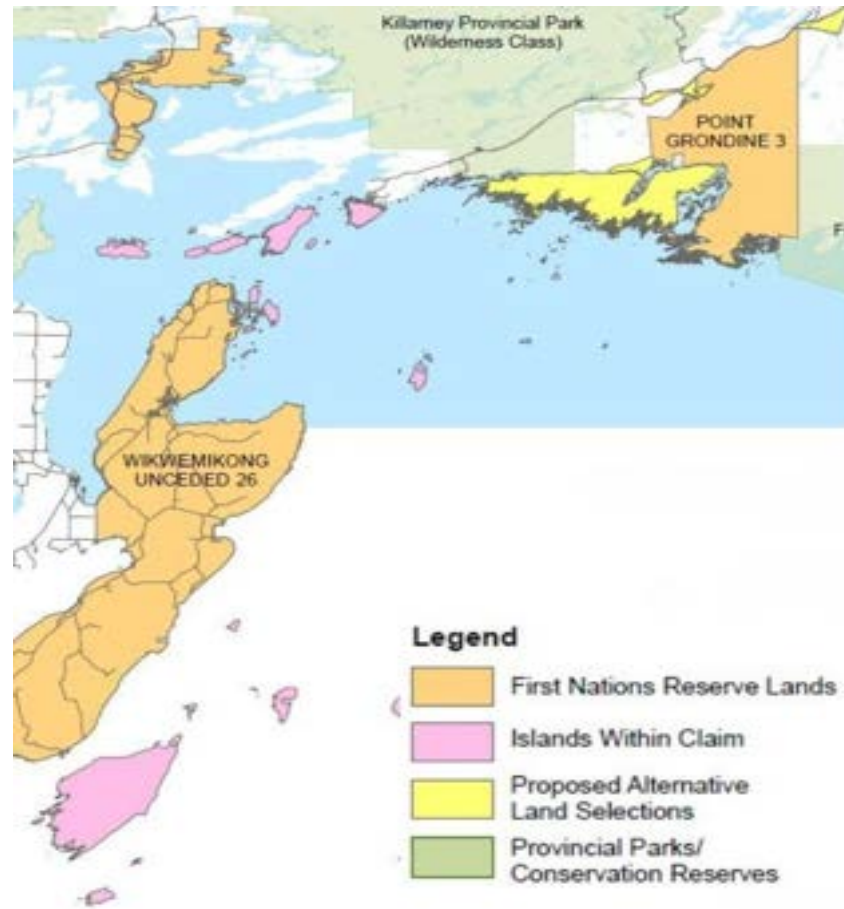 Killarney Provincial Park
(Wilderness Class)
POINT
GRONDINE 3
F
WIKWEMIKONG
UNCEDED 26
Legend
First Nations Reserve Lands
Islands Within Claim
Proposed Alternative
Land Selections
Provincial Parks/
Conservation Reserves